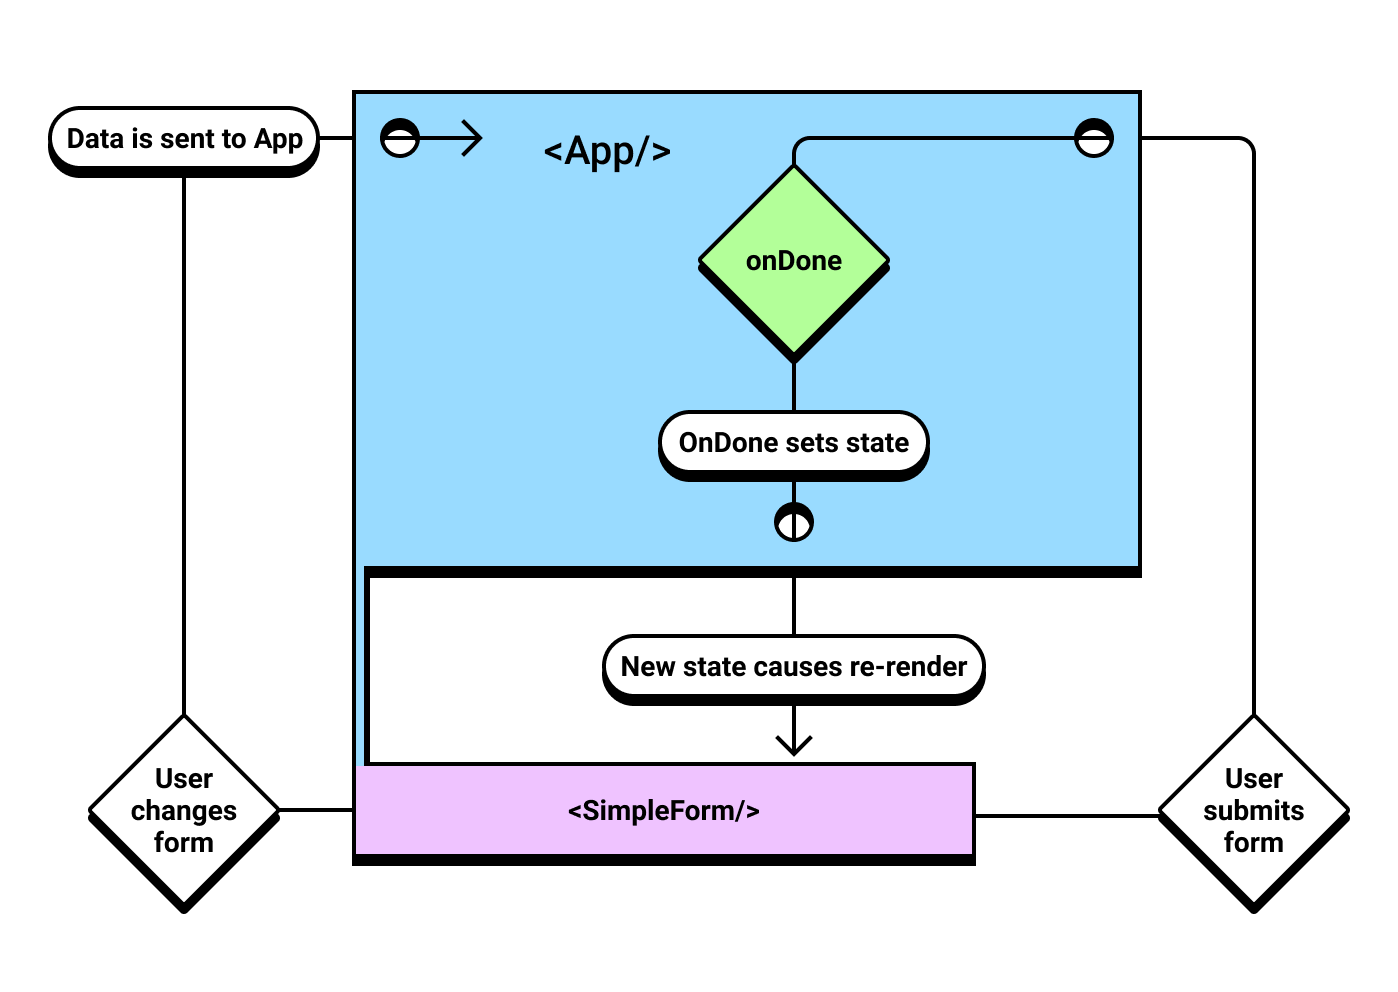 Data is sent to App
<App/>
onDone
OnDone sets state
New state causes re-render
User
changes
form
<SimpleForm/>
User
submits
form